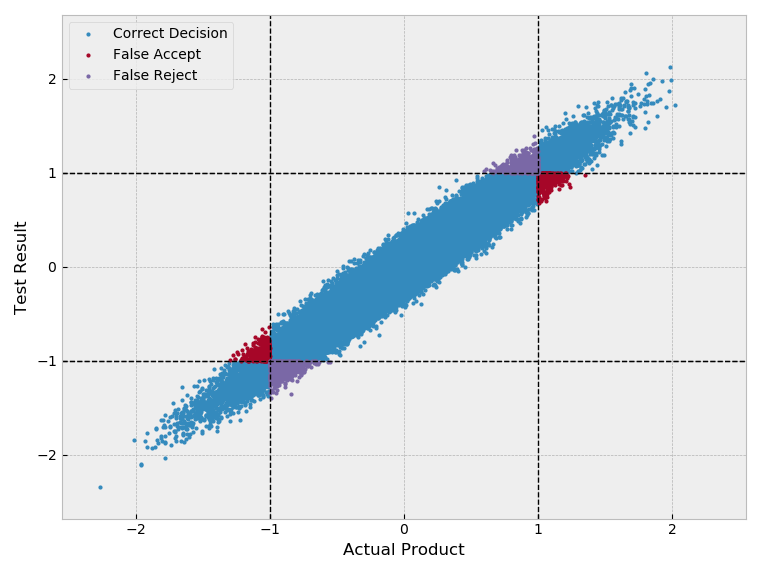 Correct Decision
False Accept
False Reject
2
1
0
−1
−2
Test Result
−2
−1
0
1
2
Actual Product